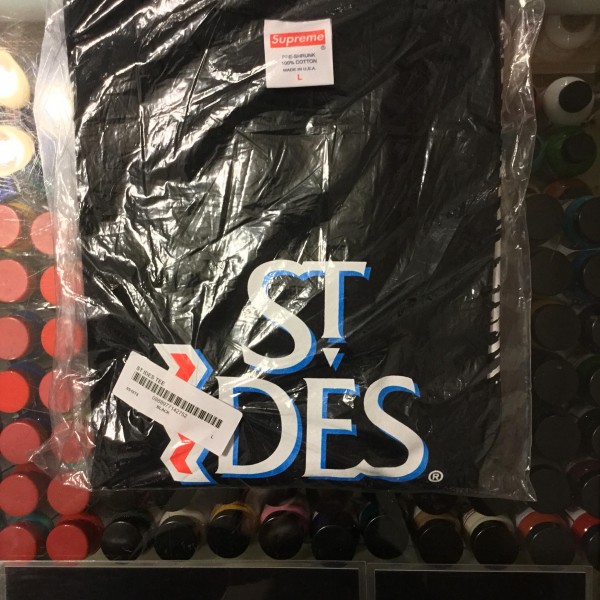 Supreme
®
PRE-SHRUNK
100% COTTON
MADE IN U.S.A.
L
ST
IDES
®
ST IDES TEE
BLACK
L